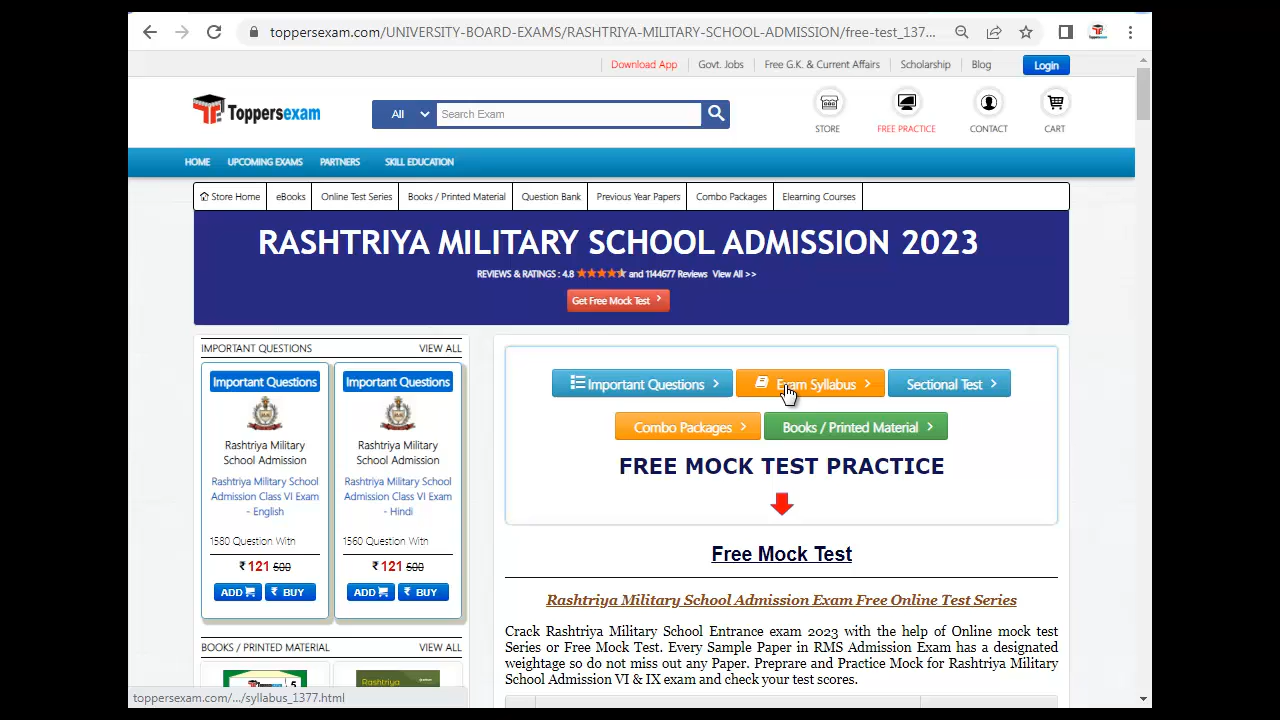 toppersexam.com/UNIVERSITY-BOARD-EXAMS/RASHTRIYA-MILITARY-SCHOOL-ADMISSION/free-test_137...
Download App Govt. Jobs Free G.K. & Current Affairs Scholarship Blog Login
Toppersexam All Search Exam
STORE FREE PRACTICE CONTACT CART
HOME UPCOMING EXAMS PARTNERS SKILL EDUCATION
Store Home eBooks Online Test Series Books / Printed Material Question Bank Previous Year Papers Combo Packages Elearning Courses
RASHTRIYA MILITARY SCHOOL ADMISSION 2023
REVIEWS & RATINGS : 4.8 and 1144677 Reviews View All >>
Get Free Mock Test
IMPORTANT QUESTIONS VIEW ALL
Important Questions
Rashtriya Military
School Admission
Rashtriya Military School
Admission Class VI Exam
- English
1580 Question With
₹ 121 500
ADD ₹ BUY
Important Questions
Rashtriya Military
School Admission
Rashtriya Military School
Admission Class VI Exam
- Hindi
1560 Question With
₹ 121 500
ADD ₹ BUY
BOOKS / PRINTED MATERIAL VIEW ALL
Rashtriya
Important Questions Exam Syllabus Sectional Test
Combo Packages Books / Printed Material
FREE MOCK TEST PRACTICE
Free Mock Test
Rashtriya Military School Admission Exam Free Online Test Series
Crack Rashtriya Military School Entrance exam 2023 with the help of Online mock test
Series or Free Mock Test. Every Sample Paper in RMS Admission Exam has a designated
weightage so do not miss out any Paper. Preprare and Practice Mock for Rashtriya Military
School Admission VI & IX exam and check your test scores.
toppersexam.com/.../syllabus_1377.html